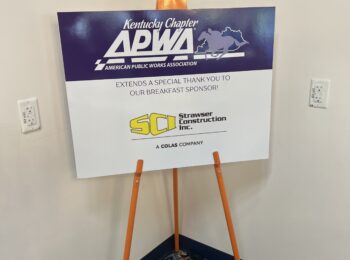 Kentucky Chapter
APWA
AMERICAN PUBLIC WORKS ASSOCIATION
EXTENDS A SPECIAL THANK YOU TO
OUR BREAKFAST SPONSOR!
SCI Strawser
Construction
Inc.
A COLAS COMPANY